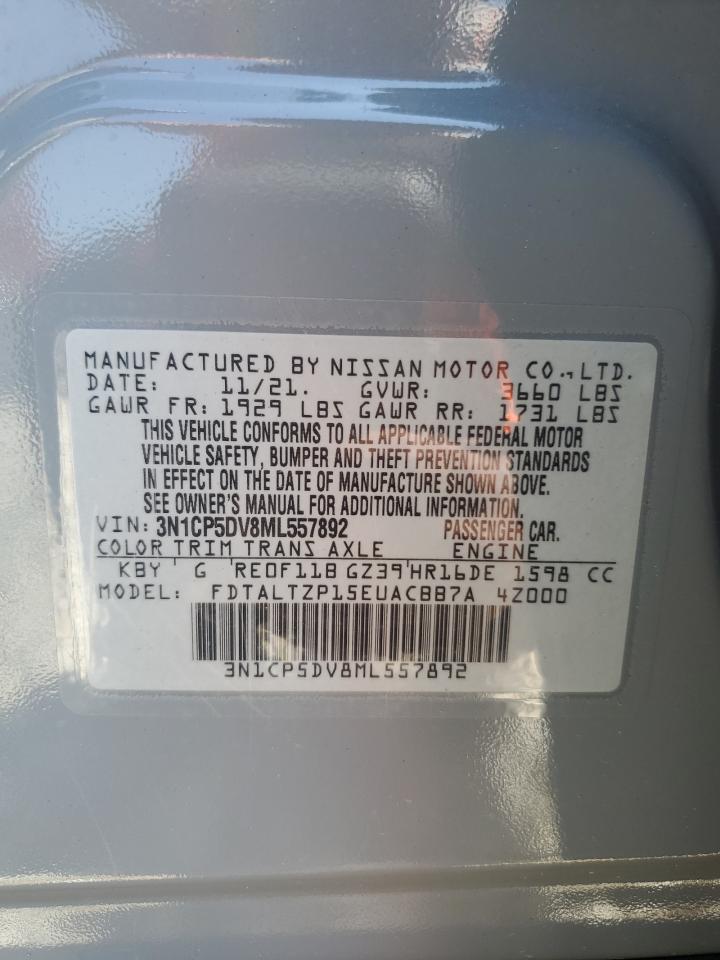 MANUFACTURED BY NISSAN MOTOR CO.,LTD.
DATE: 11/21. GVWR: 3660 LBS
GAWR FR: 1929 LBS GAWR RR: 1731 LBS
THIS VEHICLE CONFORMS TO ALL APPLICABLE FEDERAL MOTOR
VEHICLE SAFETY, BUMPER AND THEFT PREVENTION STANDARDS
IN EFFECT ON THE DATE OF MANUFACTURE SHOWN ABOVE.
SEE OWNER'S MANUAL FOR ADDITIONAL INFORMATION.
VIN: 3N1CP5DV8ML557892 PASSENGER CAR.
COLOR TRIM TRANS AXLE ENGINE
KBY G RE0F11B GZ39 HR16DE 1598 CC
MODEL: FDTALTZP15EUACBB7A 4Z000
3N1CP5DV8ML557892